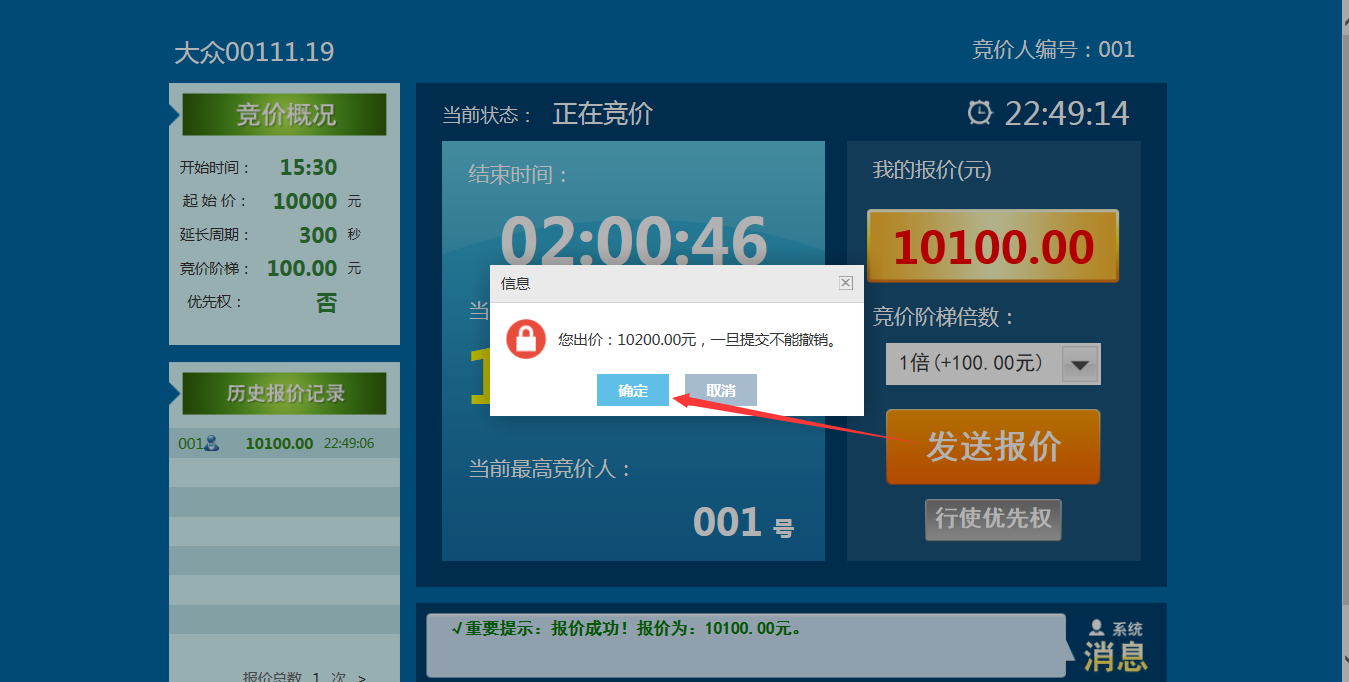 大众00111.19
竞价人编号：001
竞价概况
开始时间： 15:30
起 始 价： 10000 元
延长周期： 300 秒
竞价阶梯： 100.00 元
优先权： 否
历史报价记录
001 10100.00 22:49:06
报价总数 1 次 >
当前状态： 正在竞价
22:49:14
结束时间：
02:00:46
当
1
当前最高竞价人：
001 号
信息
您出价：10200.00元，一旦提交不能撤销。
确定 取消
我的报价(元)
10100.00
竞价阶梯倍数：
1倍(+100.00元)
发送报价
行使优先权
√重要提示：报价成功！报价为：10100.00元。
系统
消息